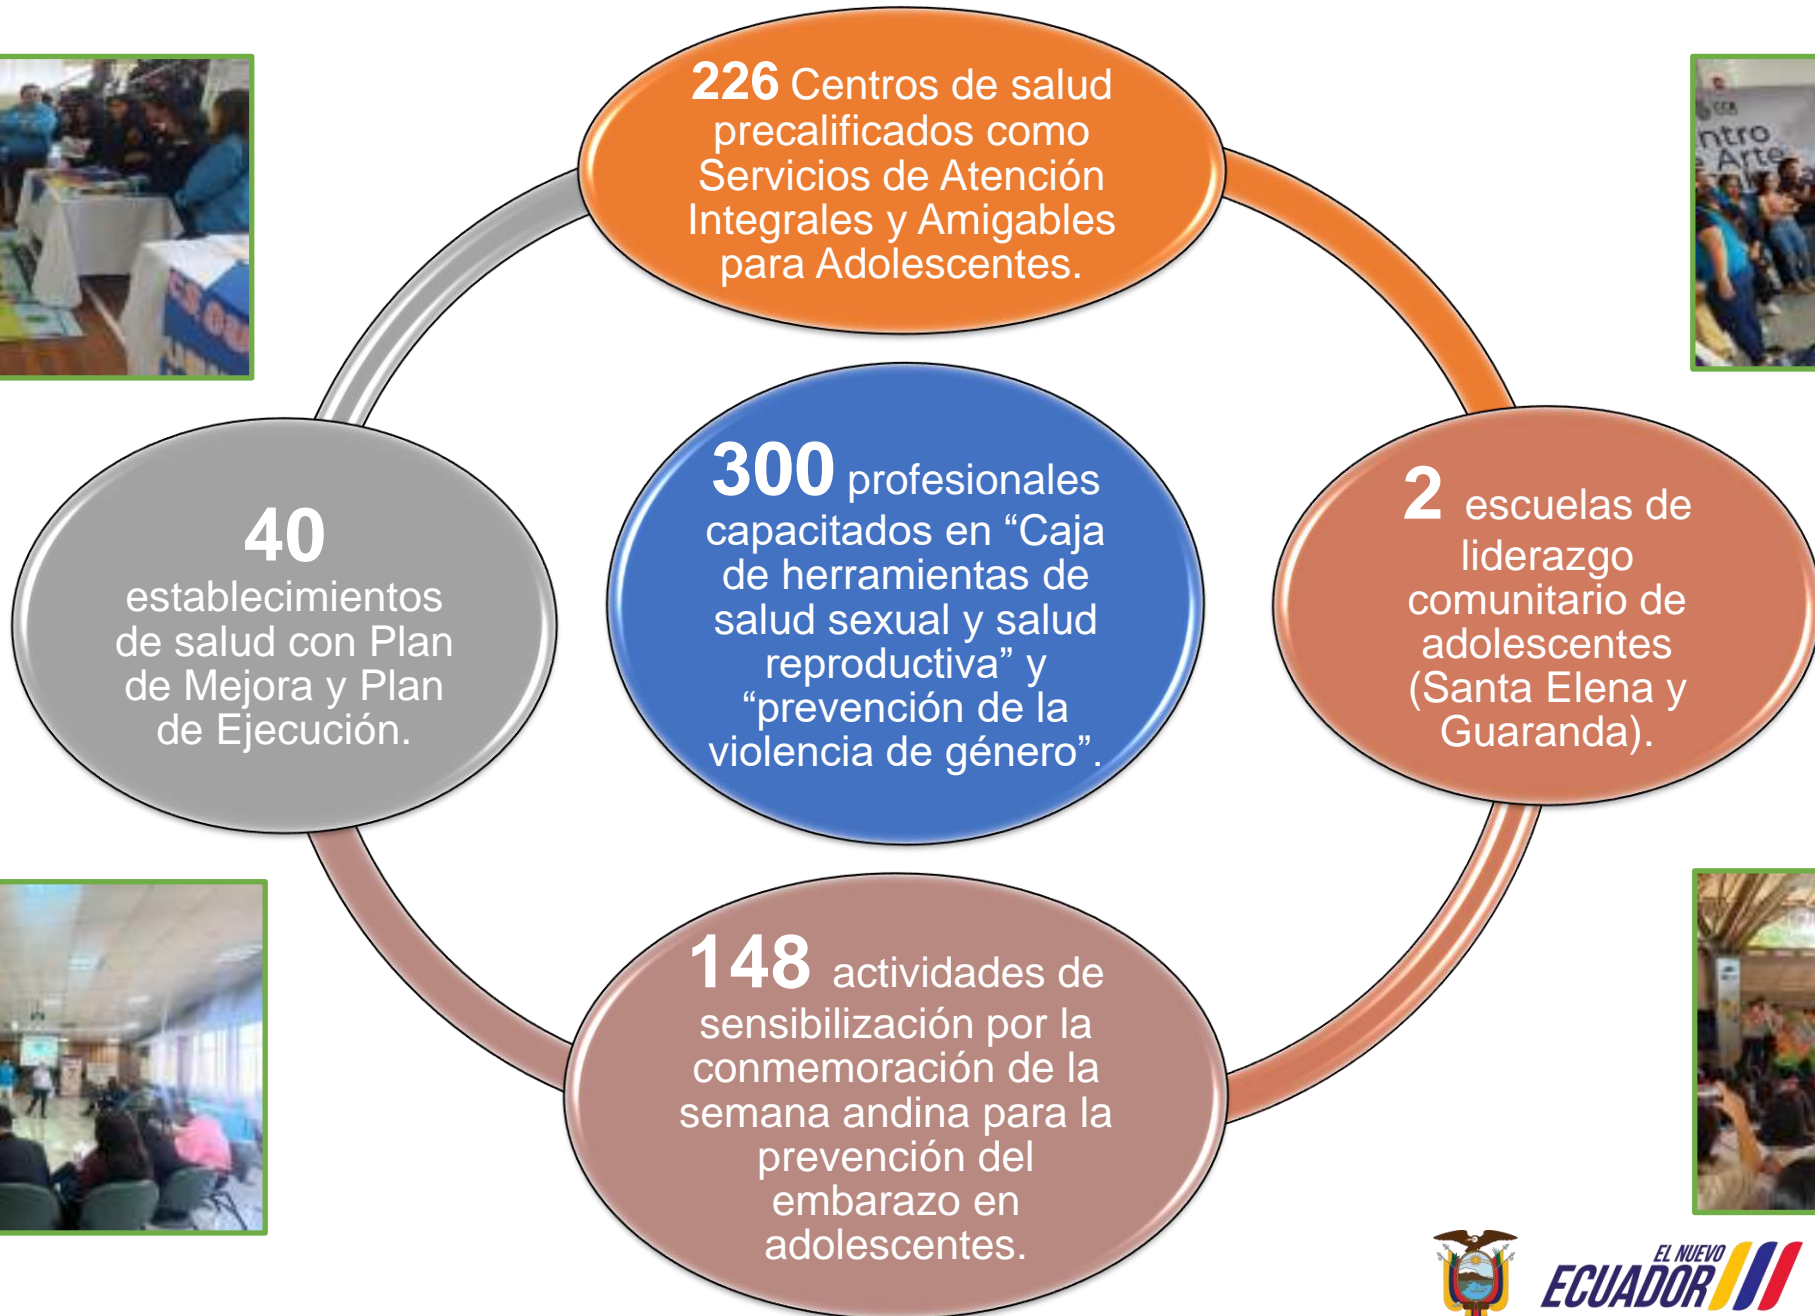 226 Centros de salud
precalificados como
Servicios de Atención
Integrales y Amigables
para Adolescentes.
300 profesionales
capacitados en “Caja
de herramientas de
salud sexual y salud
reproductiva” y
“prevención de la
violencia de género”.
40
establecimientos
de salud con Plan
de Mejora y Plan
de Ejecución.
2 escuelas de
liderazgo
comunitario de
adolescentes
(Santa Elena y
Guaranda).
148 actividades de
sensibilización por la
conmemoración de la
semana andina para la
prevención del
embarazo en
adolescentes.
ntro
Arte
EL NUEVO
ECUADOR